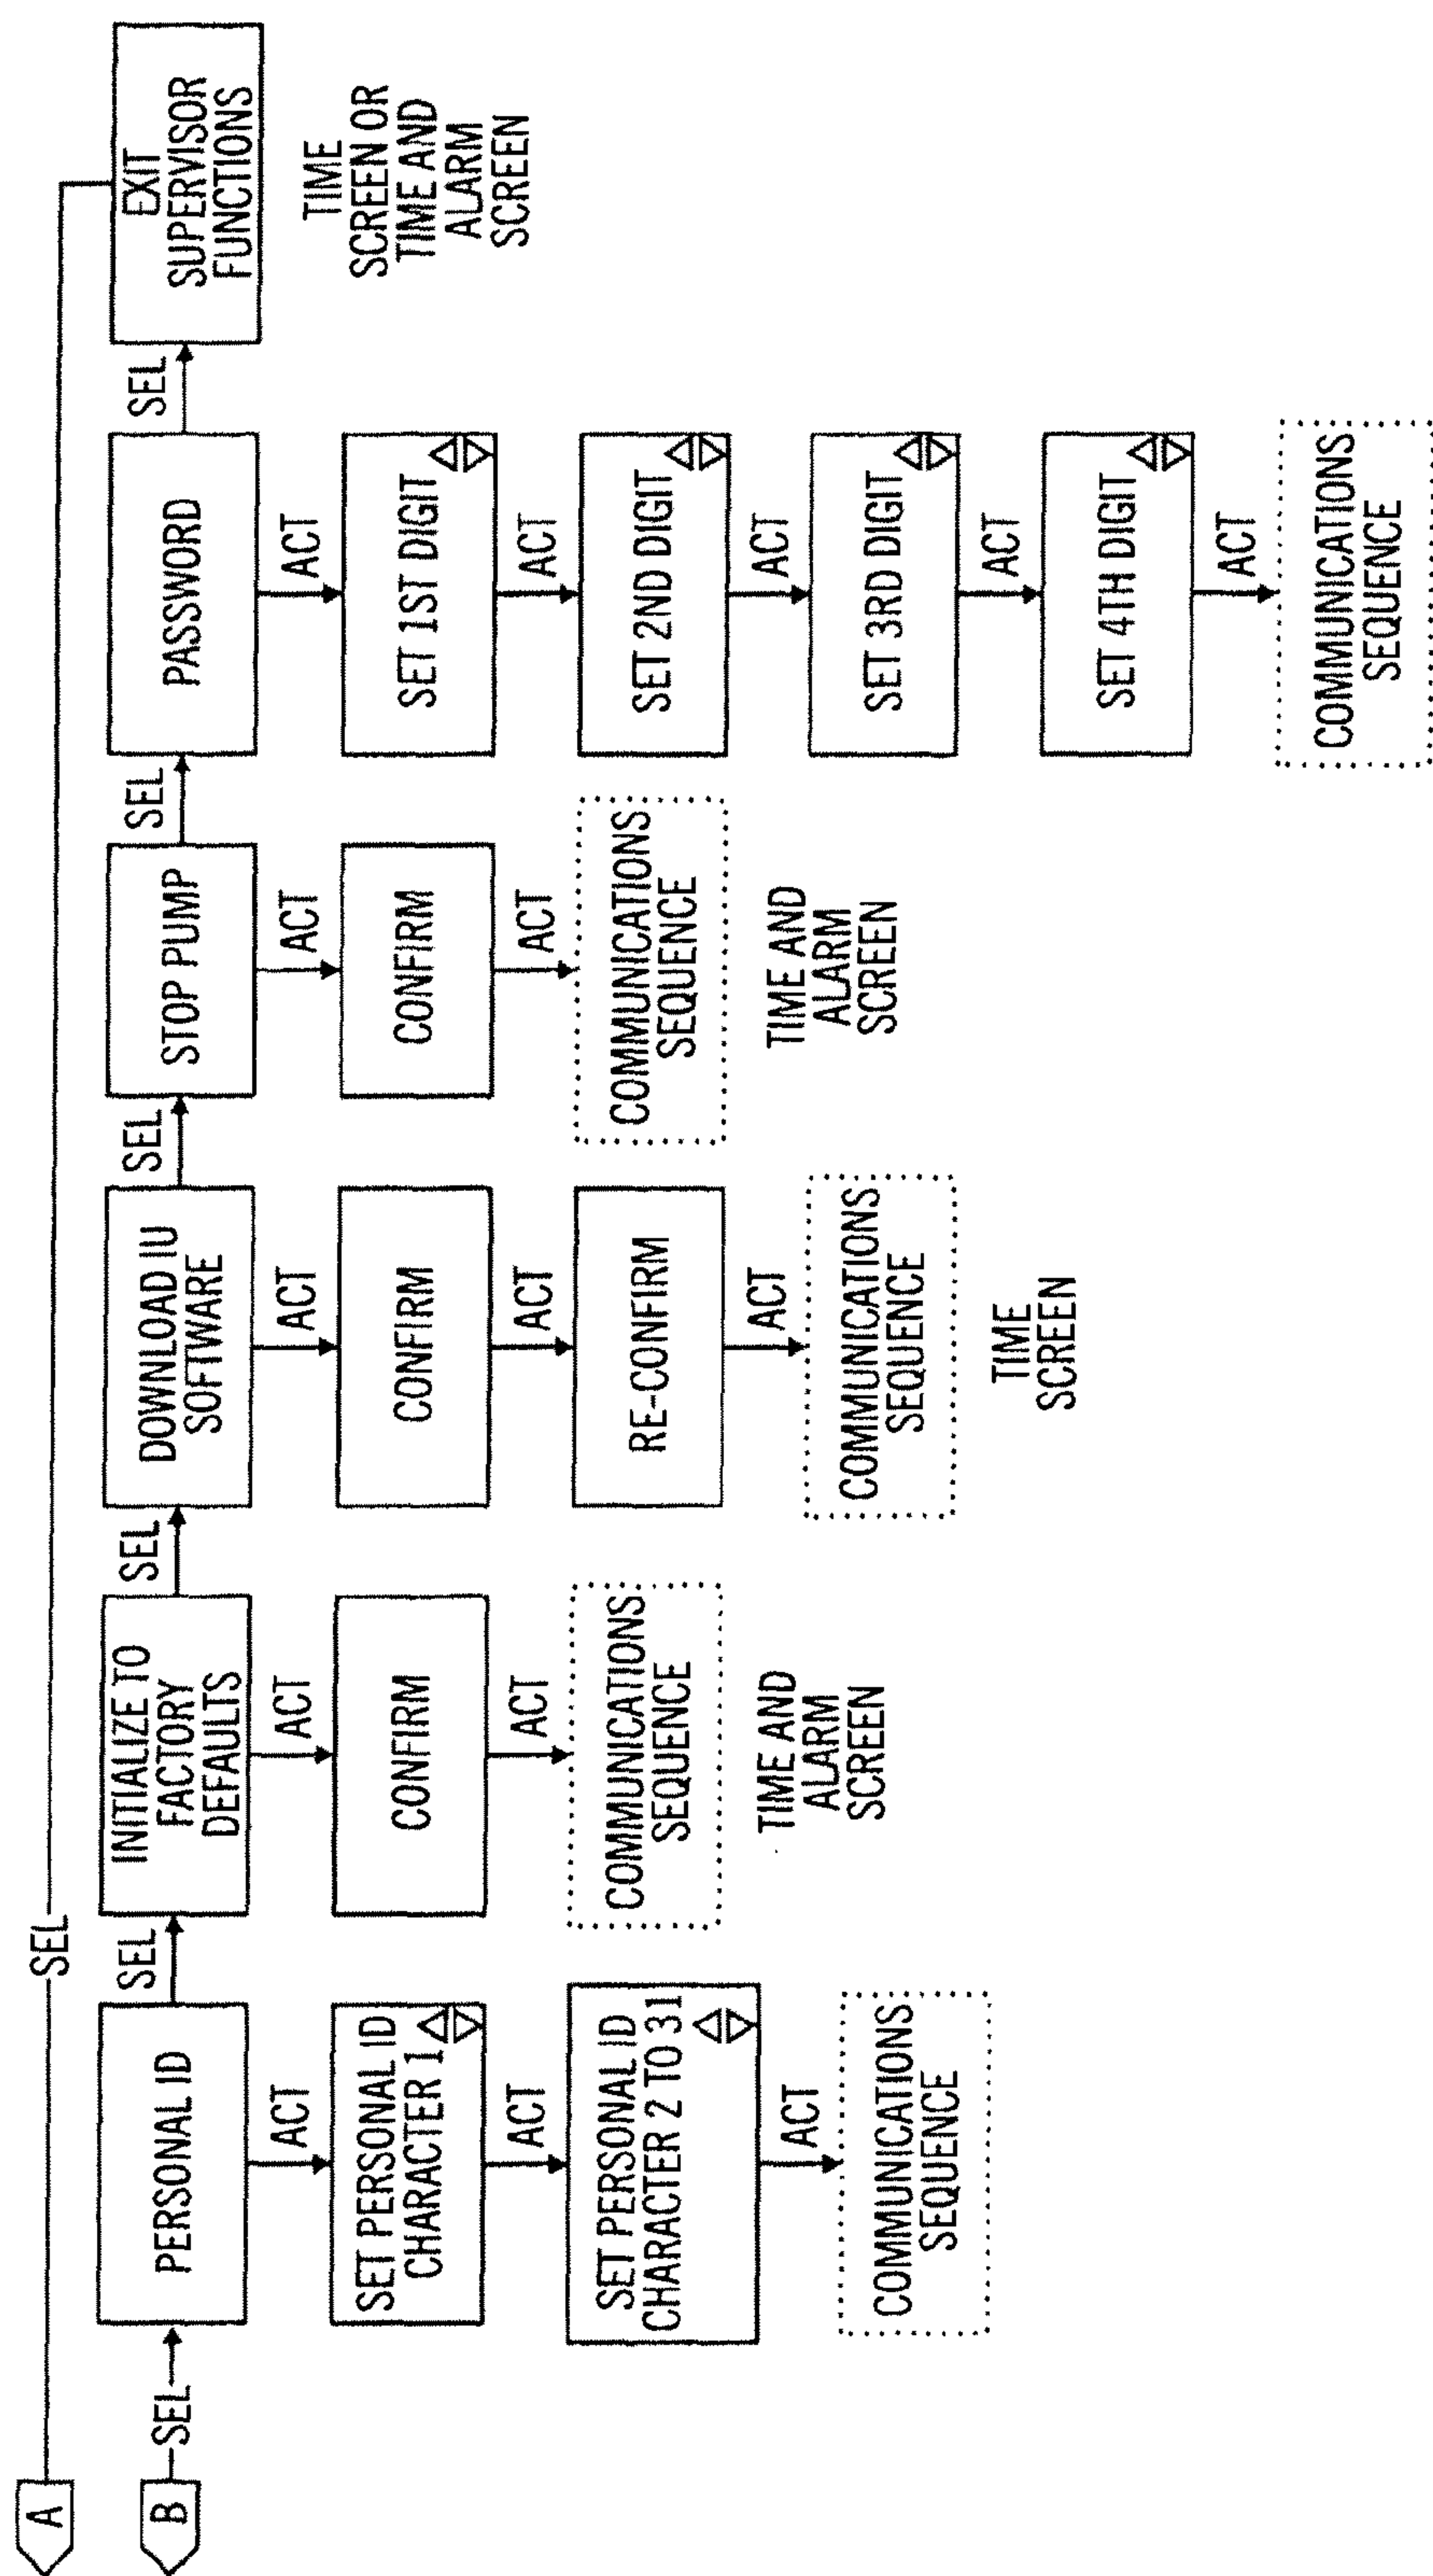 A
SEL
B
SEL
PERSONAL ID
ACT
SET PERSONAL ID
CHARACTER 1
ACT
SET PERSONAL ID
CHARACTER 2 TO 31
ACT
COMMUNICATIONS
SEQUENCE
SEL
INITIALIZE TO
FACTORY
DEFAULTS
ACT
CONFIRM
ACT
COMMUNICATIONS
SEQUENCE
TIME AND
ALARM
SCREEN
SEL
DOWNLOAD IU
SOFTWARE
ACT
CONFIRM
ACT
RE-CONFIRM
ACT
COMMUNICATIONS
SEQUENCE
TIME
SCREEN
SEL
STOP PUMP
ACT
CONFIRM
ACT
COMMUNICATIONS
SEQUENCE
TIME AND
ALARM
SCREEN
SEL
PASSWORD
ACT
SET 1ST DIGIT
ACT
SET 2ND DIGIT
ACT
SET 3RD DIGIT
ACT
SET 4TH DIGIT
ACT
COMMUNICATIONS
SEQUENCE
SEL
EXIT
SUPERVISOR
FUNCTIONS
TIME
SCREEN OR
TIME AND
ALARM
SCREEN